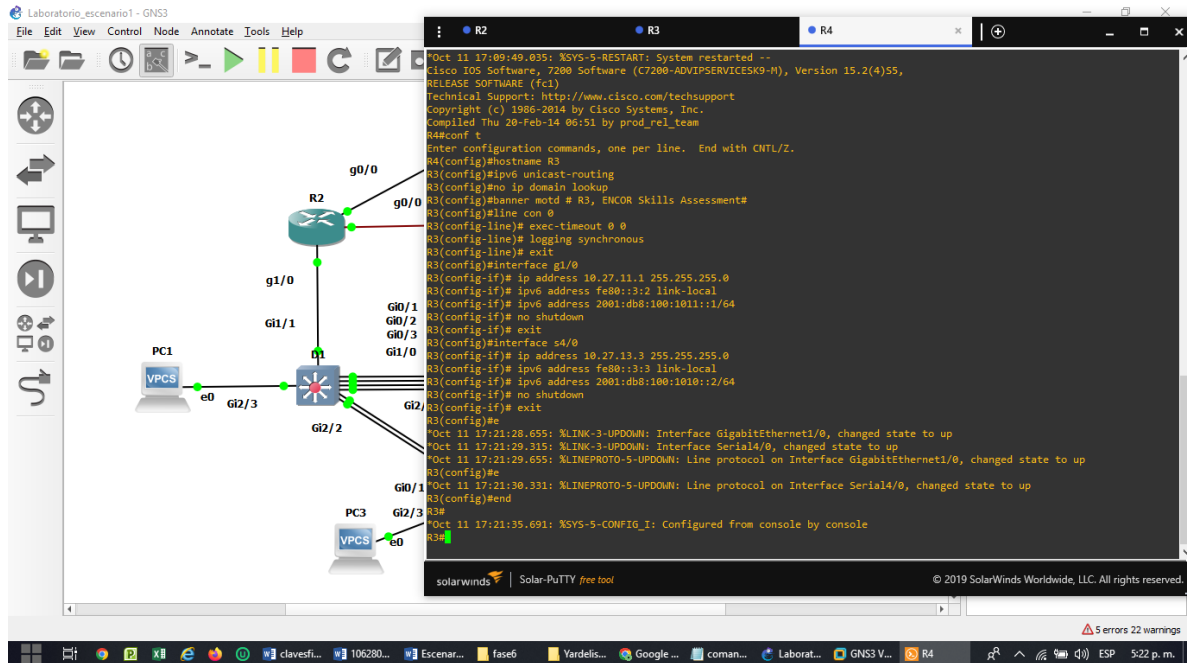 Laboratorio_escenario1 - GNS3
File Edit View Control Node Annotate Tools Help
R2
R3
R4
*Oct 11 17:09:49.035: %SYS-5-RESTART: System restarted --
Cisco IOS Software, 7200 Software (C7200-ADVIPSERVICESK9-M), Version 15.2(4)S5,
RELEASE SOFTWARE (fc1)
Technical Support: http://www.cisco.com/techsupport
Copyright (c) 1986-2014 by Cisco Systems, Inc.
Compiled Thu 20-Feb-14 06:51 by prod_rel_team
R4#conf t
Enter configuration commands, one per line.  End with CNTL/Z.
R4(config)#hostname R3
R3(config)#ipv6 unicast-routing
R3(config)#no ip domain lookup
R3(config)#banner motd # R3, ENCOR Skills Assessment#
R3(config)#line con 0
R3(config-line)# exec-timeout 0 0
R3(config-line)# logging synchronous
R3(config-line)# exit
R3(config)#interface g1/0
R3(config-if)# ip address 10.27.11.1 255.255.255.0
R3(config-if)# ipv6 address fe80::3:2 link-local
R3(config-if)# ipv6 address 2001:db8:100:1011::1/64
R3(config-if)# no shutdown
R3(config-if)# exit
R3(config)#interface s4/0
R3(config-if)# ip address 10.27.13.3 255.255.255.0
R3(config-if)# ipv6 address fe80::3:3 link-local
R3(config-if)# ipv6 address 2001:db8:100:1010::2/64
R3(config-if)# no shutdown
R3(config-if)# exit
R3(config)#e
*Oct 11 17:21:28.655: %LINK-3-UPDOWN: Interface GigabitEthernet1/0, changed state to up
*Oct 11 17:21:29.315: %LINK-3-UPDOWN: Interface Serial4/0, changed state to up
*Oct 11 17:21:29.655: %LINEPROTO-5-UPDOWN: Line protocol on Interface GigabitEthernet1/0, changed state to up
R3(config)#e
*Oct 11 17:21:30.331: %LINEPROTO-5-UPDOWN: Line protocol on Interface Serial4/0, changed state to up
R3(config)#end
R3#
*Oct 11 17:21:35.691: %SYS-5-CONFIG_I: Configured from console by console
R3#
solarwinds | Solar-PuTTY free tool
© 2019 SolarWinds Worldwide, LLC. All rights reserved.
g0/0
R2
g0/0
g1/0
Gi0/1
Gi0/2
Gi0/3
Gi1/0
Gi1/1
PC1
D1
VPCS
e0
Gi2/3
Gi2/
Gi2/2
Gi0/1
PC3
Gi2/3
VPCS
e0
5 errors 22 warnings
clavesfi...
106280...
Escenar...
fase6
Yardelis...
Google ...
coman...
Laborat...
GNS3 V...
R4
ESP
5:22 p. m.